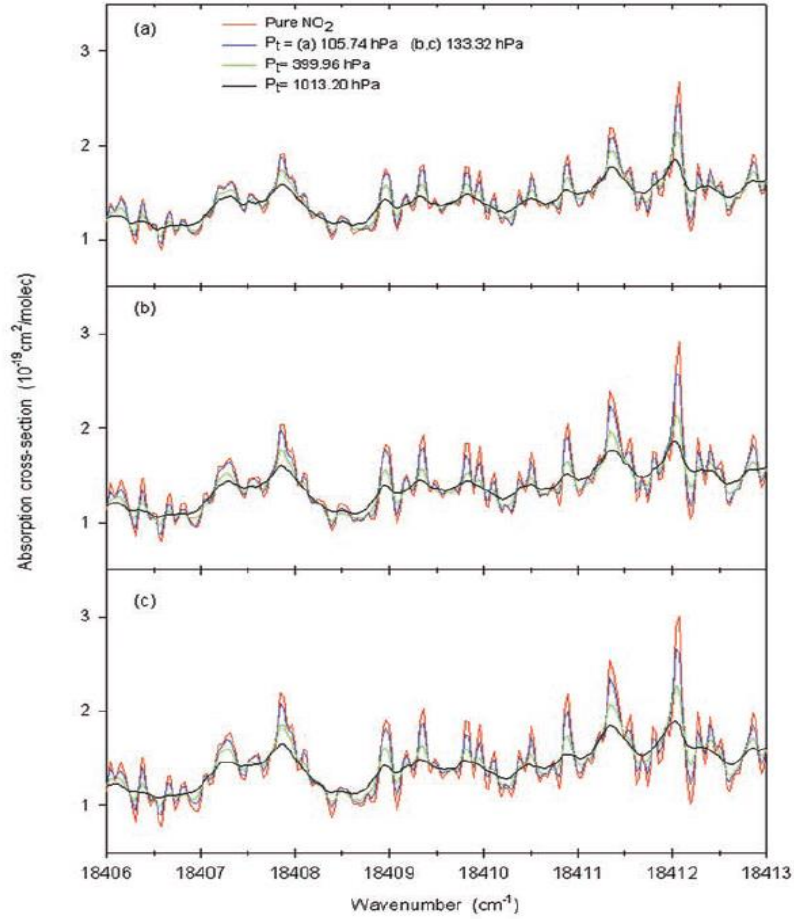 (a)
Pure NO2
Pt = (a) 105.74 hPa (b,c) 133.32 hPa
Pt= 399.96 hPa
Pt= 1013.20 hPa
3
2
1
(b)
3
2
1
(c)
3
2
1
Absorption cross-section (10-19cm2/molec)
18406 18407 18408 18409 18410 18411 18412 18413
Wavenumber (cm-1)